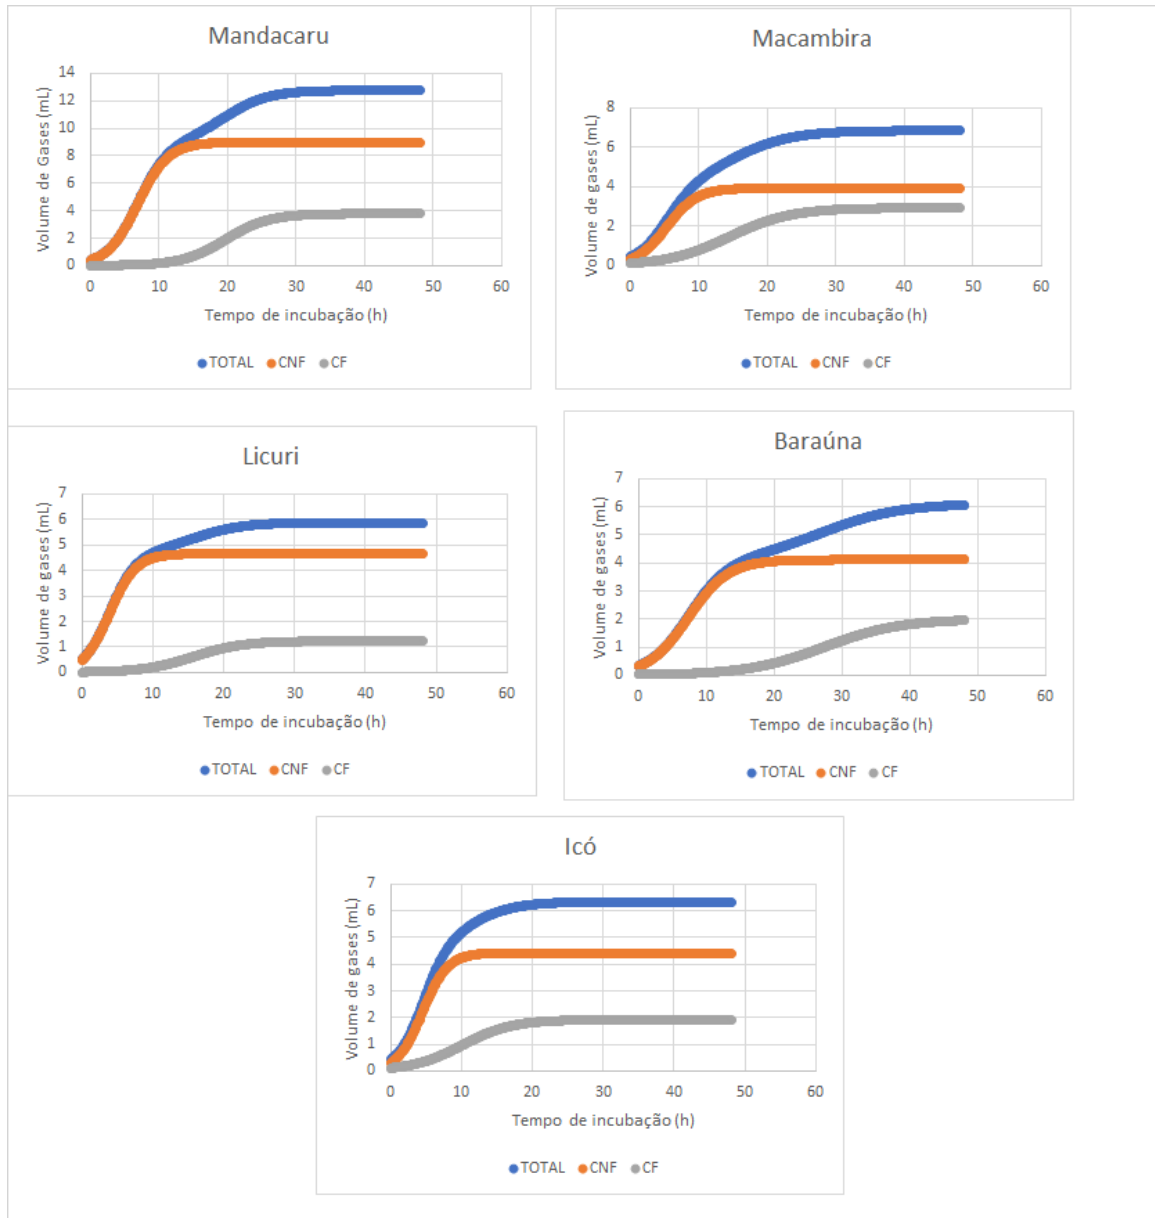 Mandacaru
Volume de Gases (mL)
14
12
10
8
6
4
2
0
0 10 20 30 40 50 60
Tempo de incubação (h)
TOTAL CNF CF
Macambira
Volume de gases (mL)
8
6
4
2
0
0 10 20 30 40 50 60
Tempo de incubação (h)
TOTAL CNF CF
Licuri
Volume de gases (mL)
7
6
5
4
3
2
1
0
0 10 20 30 40 50 60
Tempo de incubação (h)
TOTAL CNF CF
Baraúna
Volume de gases (mL)
7
6
5
4
3
2
1
0
0 10 20 30 40 50 60
Tempo de incubação (h)
TOTAL CNF CF
Icó
Volume de gases (mL)
7
6
5
4
3
2
1
0
0 10 20 30 40 50 60
Tempo de incubação (h)
TOTAL CNF CF